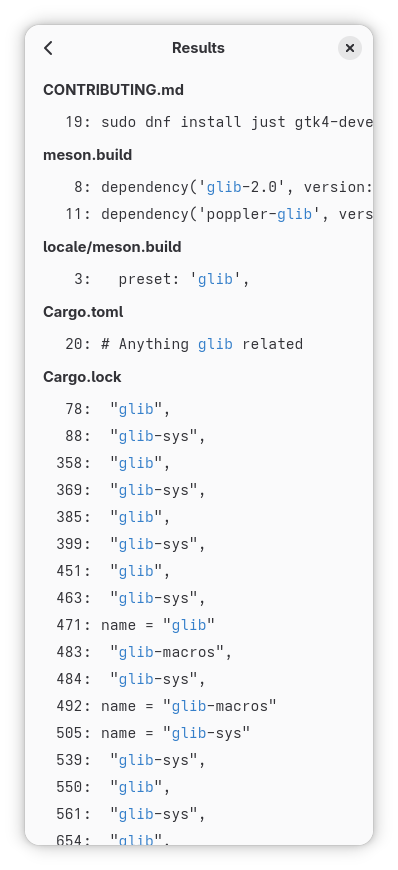 Results
CONTRIBUTING.md
19: sudo dnf install just gtk4-deve
meson.build
8: dependency('glib-2.0', version:
11: dependency('poppler-glib', vers
locale/meson.build
3:   preset: 'glib',
Cargo.toml
20: # Anything glib related
Cargo.lock
78:  "glib",
88:  "glib-sys",
358:  "glib",
369:  "glib-sys",
385:  "glib",
399:  "glib-sys",
451:  "glib",
463:  "glib-sys",
471: name = "glib"
483:  "glib-macros",
484:  "glib-sys",
492: name = "glib-macros"
505: name = "glib-sys"
539:  "glib-sys",
550:  "glib",
561:  "glib-sys",
654:  "glib",